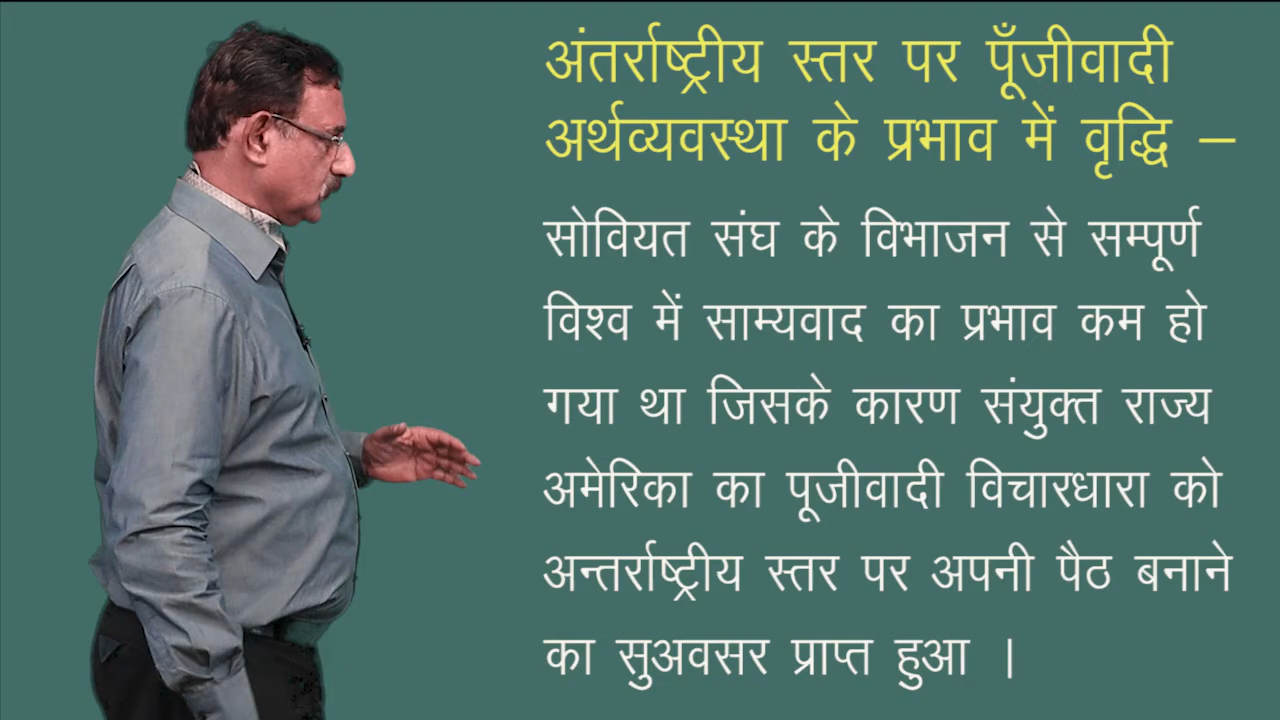 अंतर्राष्ट्रीय स्तर पर पूँजीवादी
अर्थव्यवस्था के प्रभाव में वृद्धि –
सोवियत संघ के विभाजन से सम्पूर्ण
विश्व में साम्यवाद का प्रभाव कम हो
गया था जिसके कारण संयुक्त राज्य
अमेरिका का पूजीवादी विचारधारा को
अन्तर्राष्ट्रीय स्तर पर अपनी पैठ बनाने
का सुअवसर प्राप्त हुआ ।